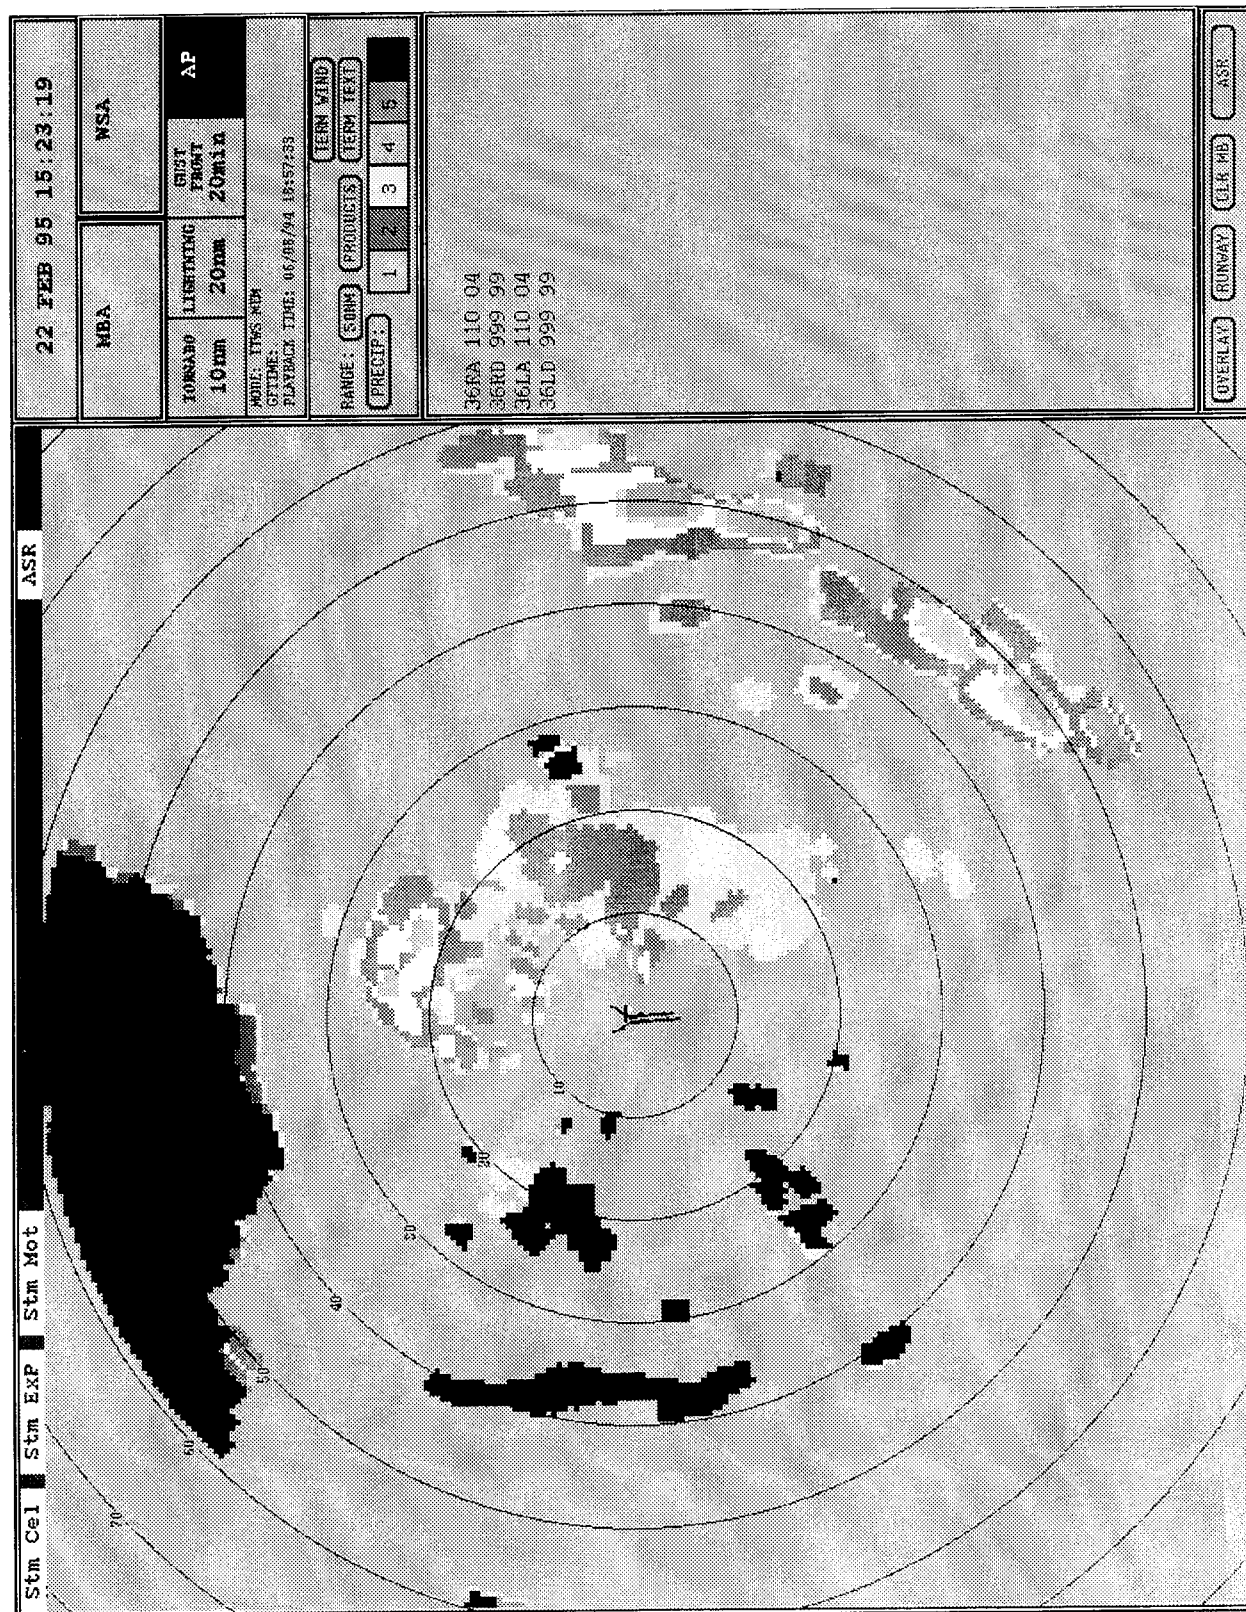 Stm Cel Stm ExP Stm Mot ASR
22 FEB 95 15:23:19
MBA WSA
TORNADO
10nm
LIGHTNING
20nm
GUST
FRONT
20min
AP
MODE: ITWS MEM
GFTIME:
PLAYBACK TIME: 06/08/94 18:57:33
RANGE: 50NM PRODUCTS TERM WIND
PRECIP: 1 2 3 4 5 TERM TEXT
36RA 110 04
36RD 999 99
36LA 110 04
36LD 999 99
OVERLAY RUNWAY CLR MB ASR
10
20
30
40
50
60
70